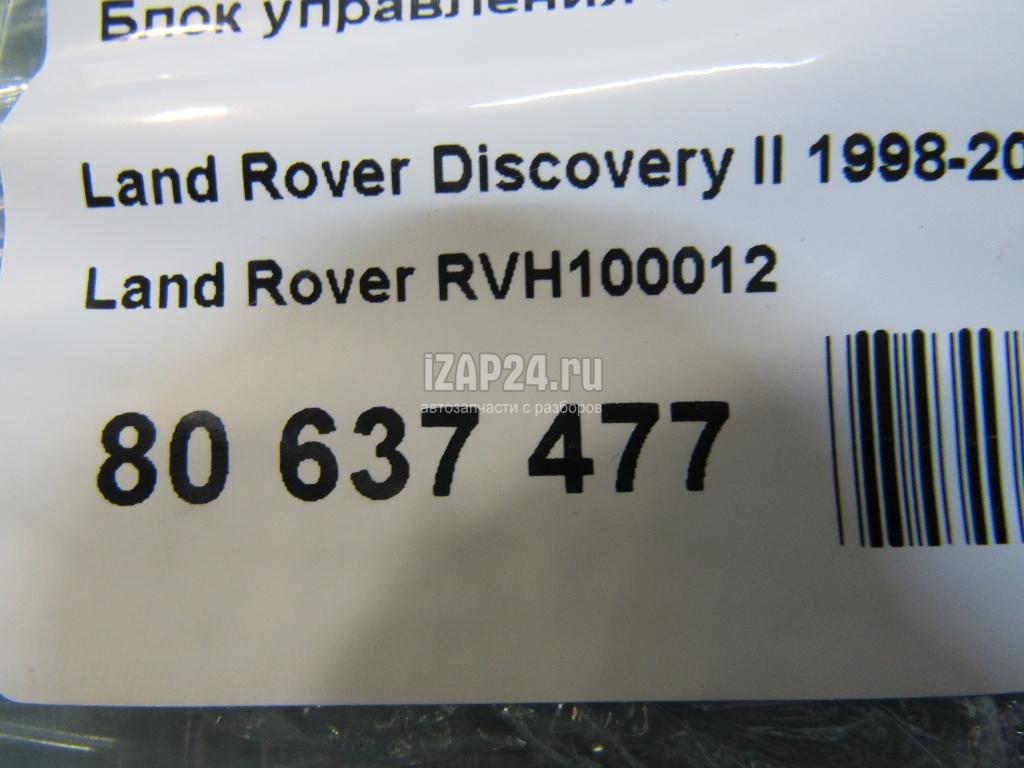 Блок управления
Land Rover Discovery II 1998-20
Land Rover RVH100012
iZAP24.ru
автозапчасти с разборов
80 637 477